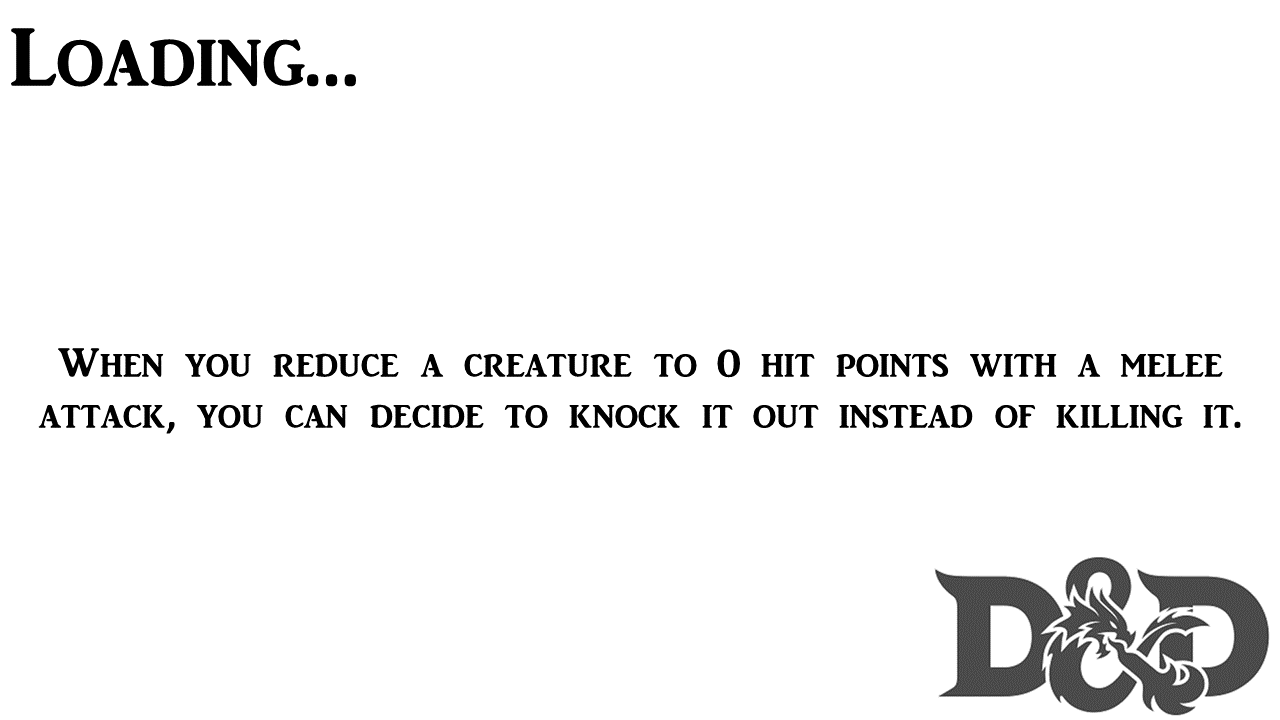 Loading...
When you reduce a creature to 0 hit points with a melee
attack, you can decide to knock it out instead of killing it.
D&D